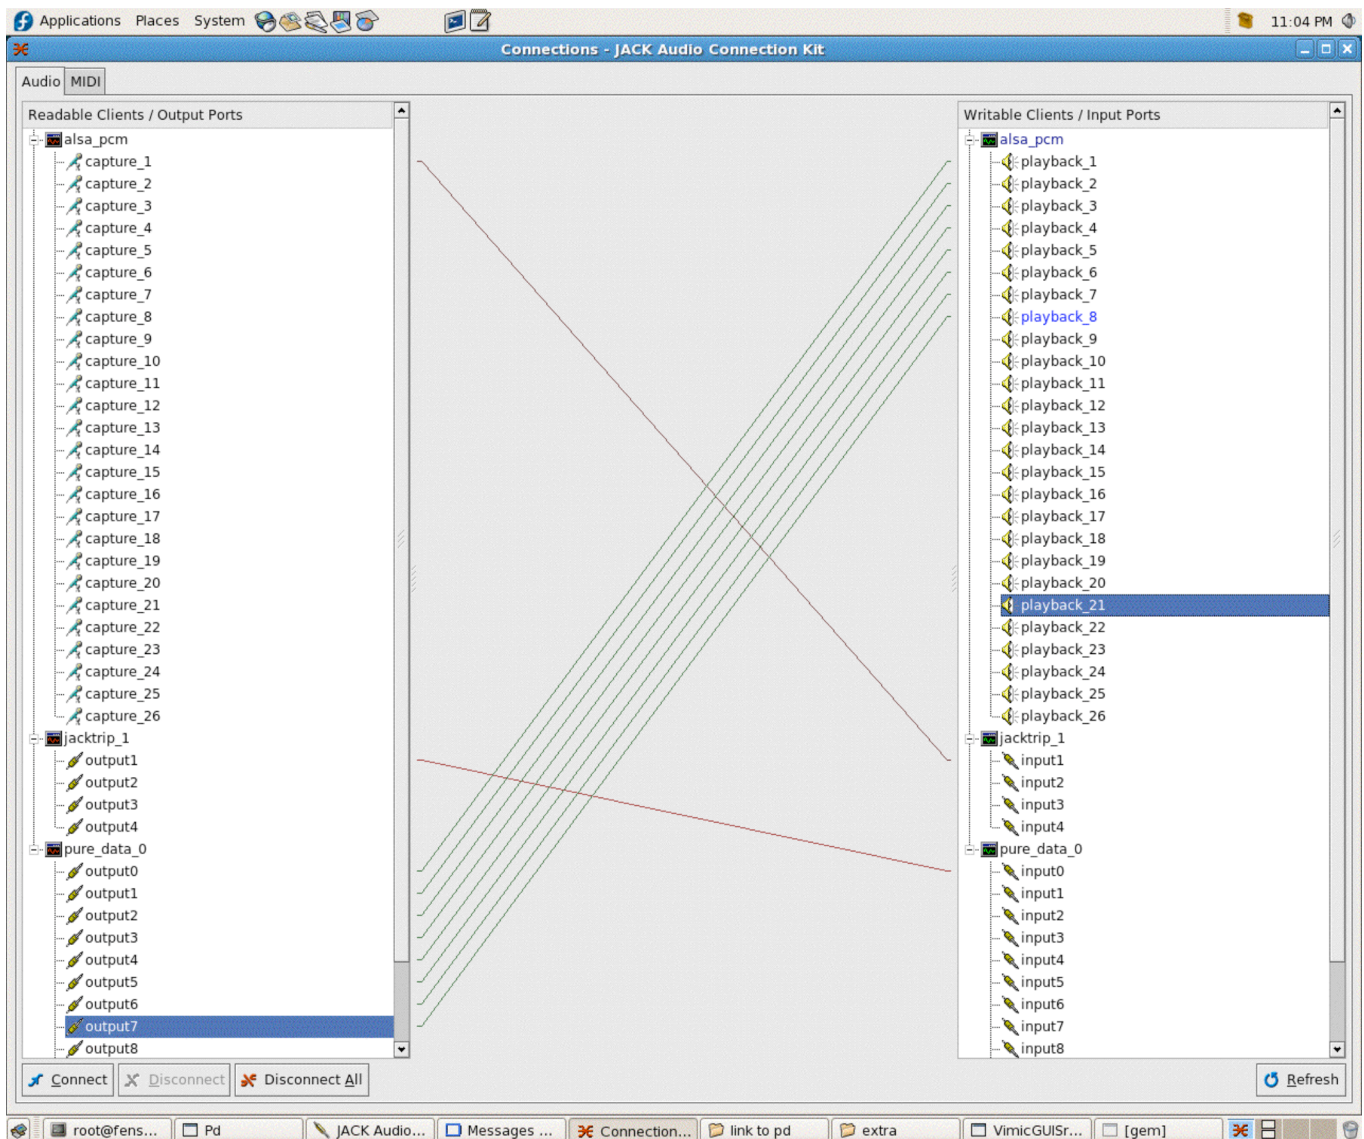 Applications Places System 11:04 PM
Connections - JACK Audio Connection Kit
Audio MIDI
Readable Clients / Output Ports
alsa_pcm
capture_1
capture_2
capture_3
capture_4
capture_5
capture_6
capture_7
capture_8
capture_9
capture_10
capture_11
capture_12
capture_13
capture_14
capture_15
capture_16
capture_17
capture_18
capture_19
capture_20
capture_21
capture_22
capture_23
capture_24
capture_25
capture_26
jacktrip_1
output1
output2
output3
output4
pure_data_0
output0
output1
output2
output3
output4
output5
output6
output7
output8
Writable Clients / Input Ports
alsa_pcm
playback_1
playback_2
playback_3
playback_4
playback_5
playback_6
playback_7
playback_8
playback_9
playback_10
playback_11
playback_12
playback_13
playback_14
playback_15
playback_16
playback_17
playback_18
playback_19
playback_20
playback_21
playback_22
playback_23
playback_24
playback_25
playback_26
jacktrip_1
input1
input2
input3
input4
pure_data_0
input0
input1
input2
input3
input4
input5
input6
input7
input8
Connect Disconnect Disconnect All Refresh
root@fens... Pd JACK Audio... Messages ... Connection... link to pd extra VimicGUISr... [gem]